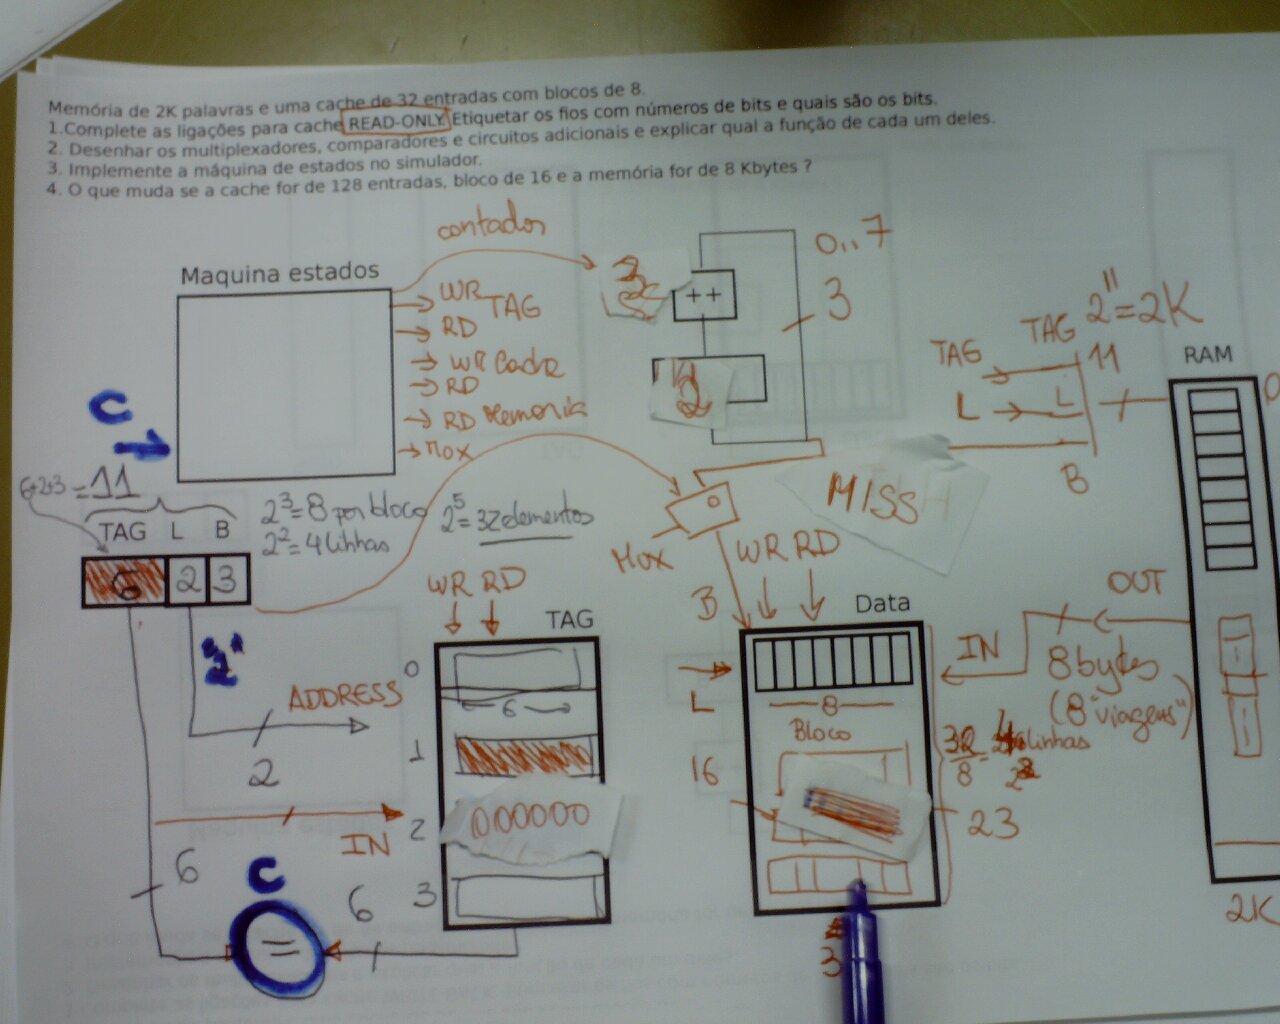 Memória de 2K palavras e uma cache de 32 entradas com blocos de 8.
1.Complete as ligações para cache READ-ONLY. Etiquetar os fios com números de bits e quais são os bits.
2. Desenhar os multiplexadores, comparadores e circuitos adicionais e explicar qual a função de cada um deles.
3. Implemente a máquina de estados no simulador.
4. O que muda se a cache for de 128 entradas, bloco de 16 e a memória for de 8 Kbytes ?
contador
0..7
Maquina estados
WR
TAG
RD
WR Cache
RD
RD Memoria
Mox
++
3
2
TAG
TAG
2^11=2K
11
L
L
B
RAM
0
C
6+2+3=11
TAG L B
6 2 3
2^3=8 por bloco
2^2=4 linhas
2^5=32 elementos
MISS
Mux
0
WR RD
B
Data
WR RD
TAG
"2"
ADDRESS
2
IN
6
C
=
6
0
6
1
2
000000
3
L
16
8
Bloco
IN
OUT
8bytes
(8 "viagens")
linhas
8
23
3
2K